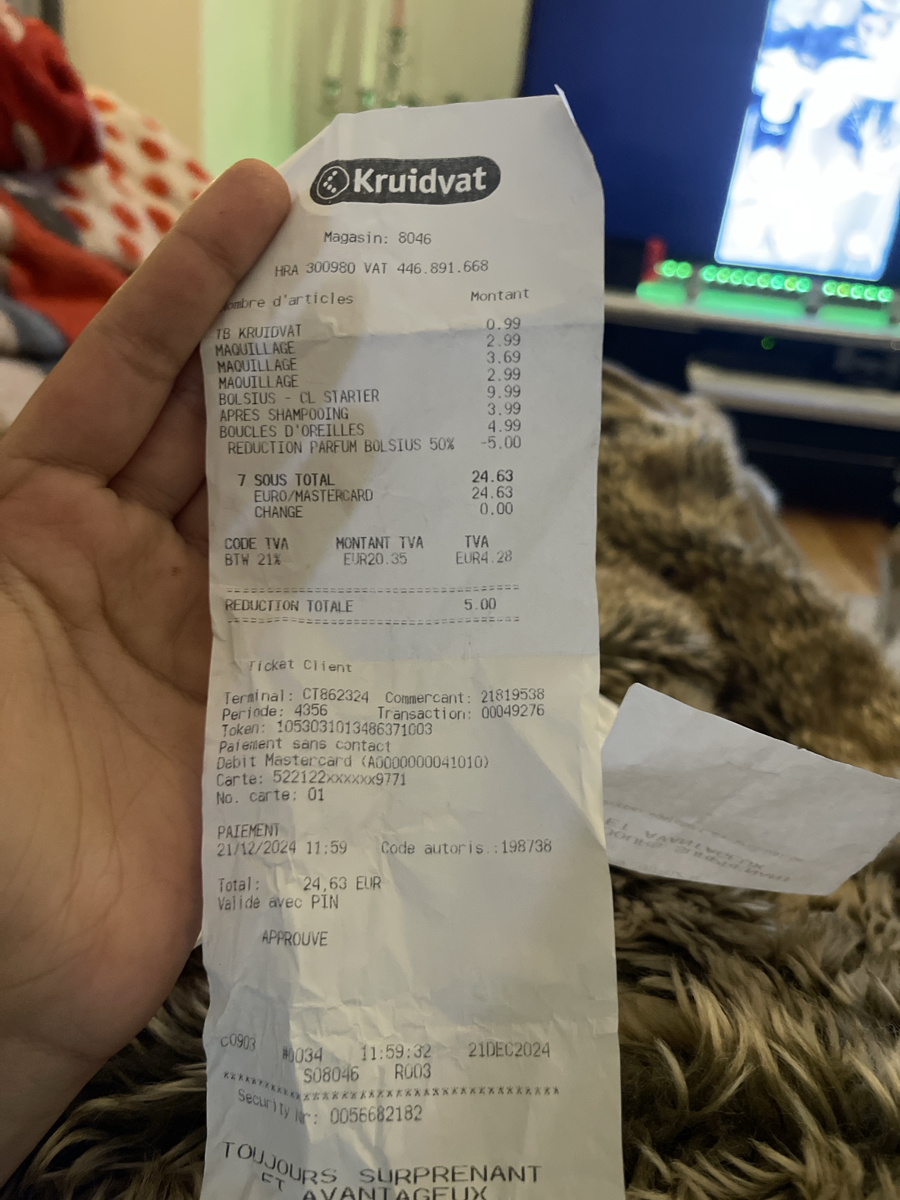 Kruidvat
Magasin: 8046
HRA 300980 VAT 446.891.668
Nombre d'articles Montant
TB KRUIDVAT 0.99
MAQUILLAGE 2.99
MAQUILLAGE 3.69
MAQUILLAGE 2.99
BOLSIUS - CL STARTER 9.99
APRES SHAMPOOING 3.99
BOUCLES D'OREILLES 4.99
REDUCTION PARFUM BOLSIUS 50% -5.00
7 SOUS TOTAL 24.63
EURO/MASTERCARD 24.63
CHANGE 0.00
CODE TVA MONTANT TVA TVA
BTW 21% EUR20.35 EUR4.28
REDUCTION TOTALE 5.00
Ticket Client
Terminal: CT862324 Commercant: 21819538
Periode: 4356 Transaction: 00049276
Token: 1053031013486371003
Paiement sans contact
Debit Mastercard (A0000000041010)
Carte: 522122xxxxxx9771
No. carte: 01
PAIEMENT
21/12/2024 11:59 Code autoris.:198738
Total: 24,63 EUR
Validé avec PIN
APPROUVE
C0903 #0034 11:59:32 21DEC2024
S08046 R003
Security Nr: 0056682182
TOUJOURS SURPRENANT
ET AVANTAGEUX